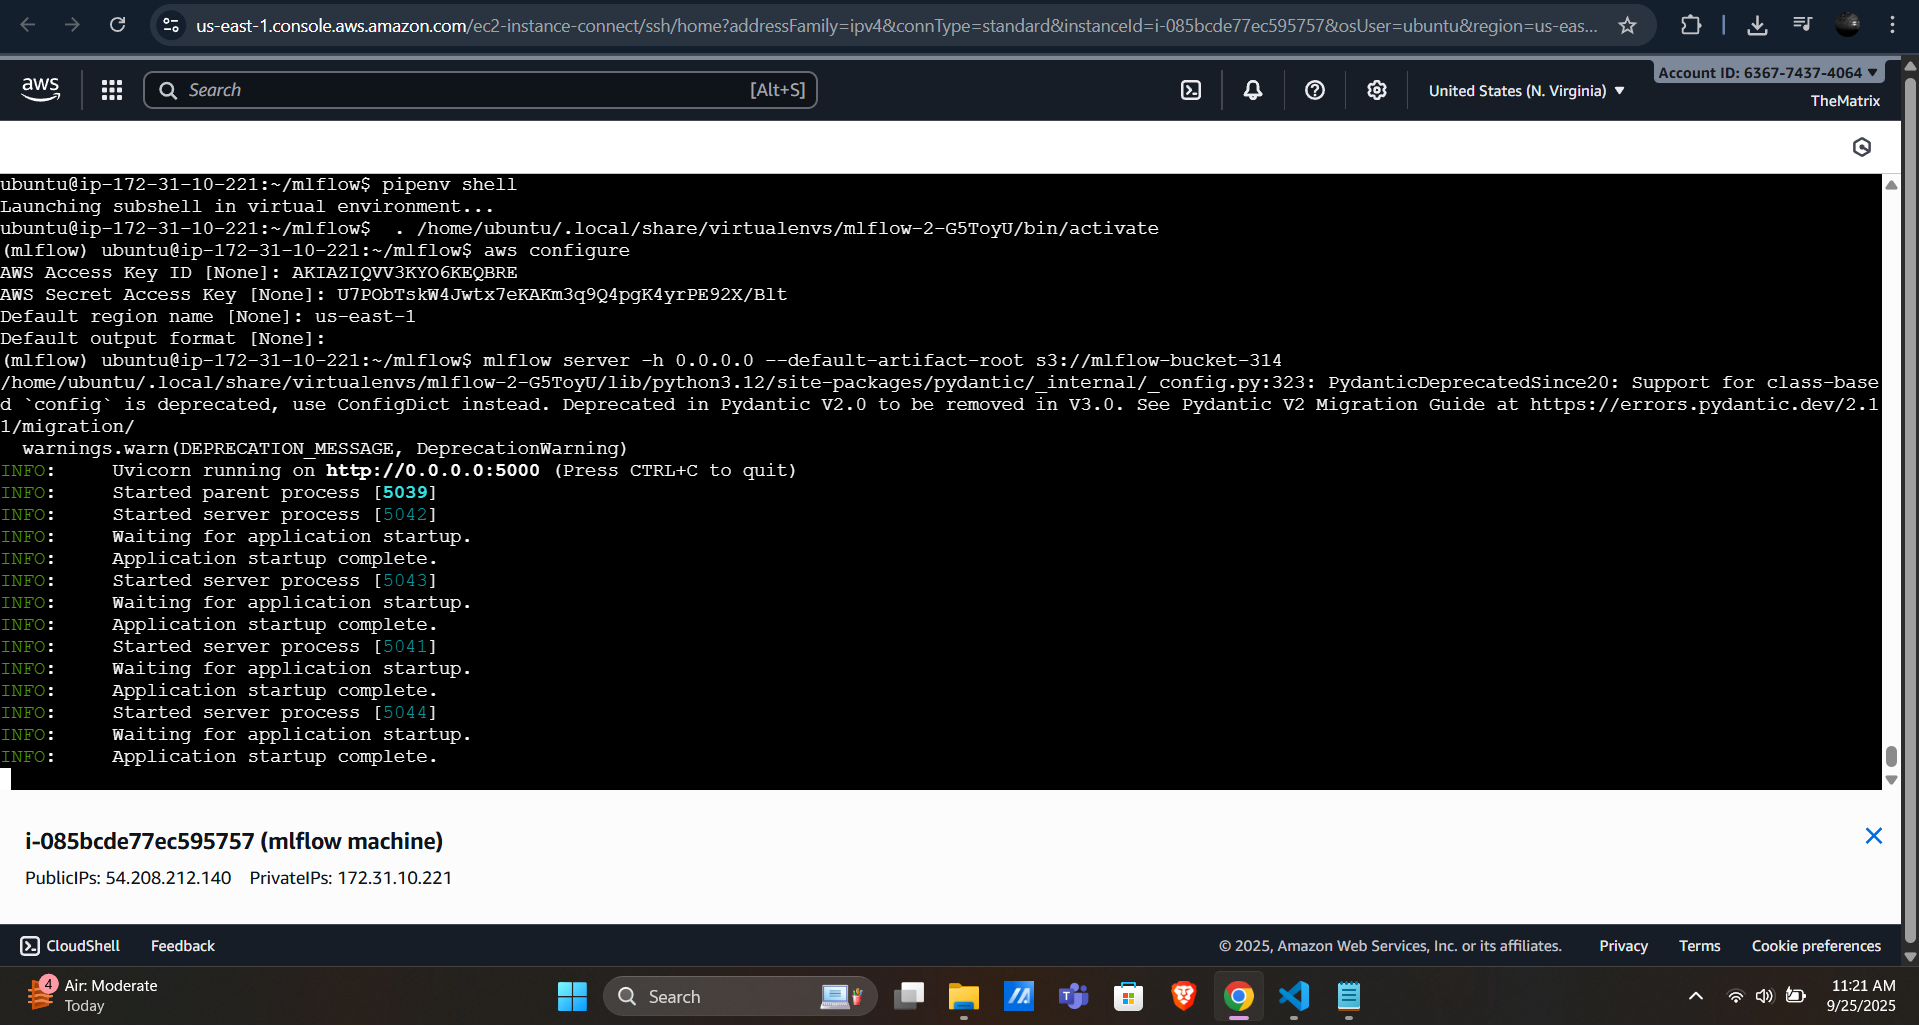 us-east-1.console.aws.amazon.com/ec2-instance-connect/ssh/home?addressFamily=ipv4&connType=standard&instanceId=i-085bcde77ec595757&osUser=ubuntu&region=us-eas...
aws
Search [Alt+S]
United States (N. Virginia)
Account ID: 6367-7437-4064
TheMatrix
ubuntu@ip-172-31-10-221:~/mlflow$ pipenv shell
Launching subshell in virtual environment...
ubuntu@ip-172-31-10-221:~/mlflow$  . /home/ubuntu/.local/share/virtualenvs/mlflow-2-G5ToyU/bin/activate
(mlflow) ubuntu@ip-172-31-10-221:~/mlflow$ aws configure
AWS Access Key ID [None]: AKIAZIQVV3KYO6KEQBRE
AWS Secret Access Key [None]: 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
Default region name [None]: us-east-1
Default output format [None]:
(mlflow) ubuntu@ip-172-31-10-221:~/mlflow$ mlflow server -h 0.0.0.0 --default-artifact-root s3://mlflow-bucket-314
/home/ubuntu/.local/share/virtualenvs/mlflow-2-G5ToyU/lib/python3.12/site-packages/pydantic/_internal/_config.py:323: PydanticDeprecatedSince20: Support for class-base
d `config` is deprecated, use ConfigDict instead. Deprecated in Pydantic V2.0 to be removed in V3.0. See Pydantic V2 Migration Guide at https://errors.pydantic.dev/2.1
1/migration/
  warnings.warn(DEPRECATION_MESSAGE, DeprecationWarning)
INFO:     Uvicorn running on http://0.0.0.0:5000 (Press CTRL+C to quit)
INFO:     Started parent process [5039]
INFO:     Started server process [5042]
INFO:     Waiting for application startup.
INFO:     Application startup complete.
INFO:     Started server process [5043]
INFO:     Waiting for application startup.
INFO:     Application startup complete.
INFO:     Started server process [5041]
INFO:     Waiting for application startup.
INFO:     Application startup complete.
INFO:     Started server process [5044]
INFO:     Waiting for application startup.
INFO:     Application startup complete.
i-085bcde77ec595757 (mlflow machine)
PublicIPs: 54.208.212.140 PrivateIPs: 172.31.10.221
CloudShell Feedback
© 2025, Amazon Web Services, Inc. or its affiliates. Privacy Terms Cookie preferences
4
Air: Moderate
Today
Search
11:21 AM
9/25/2025